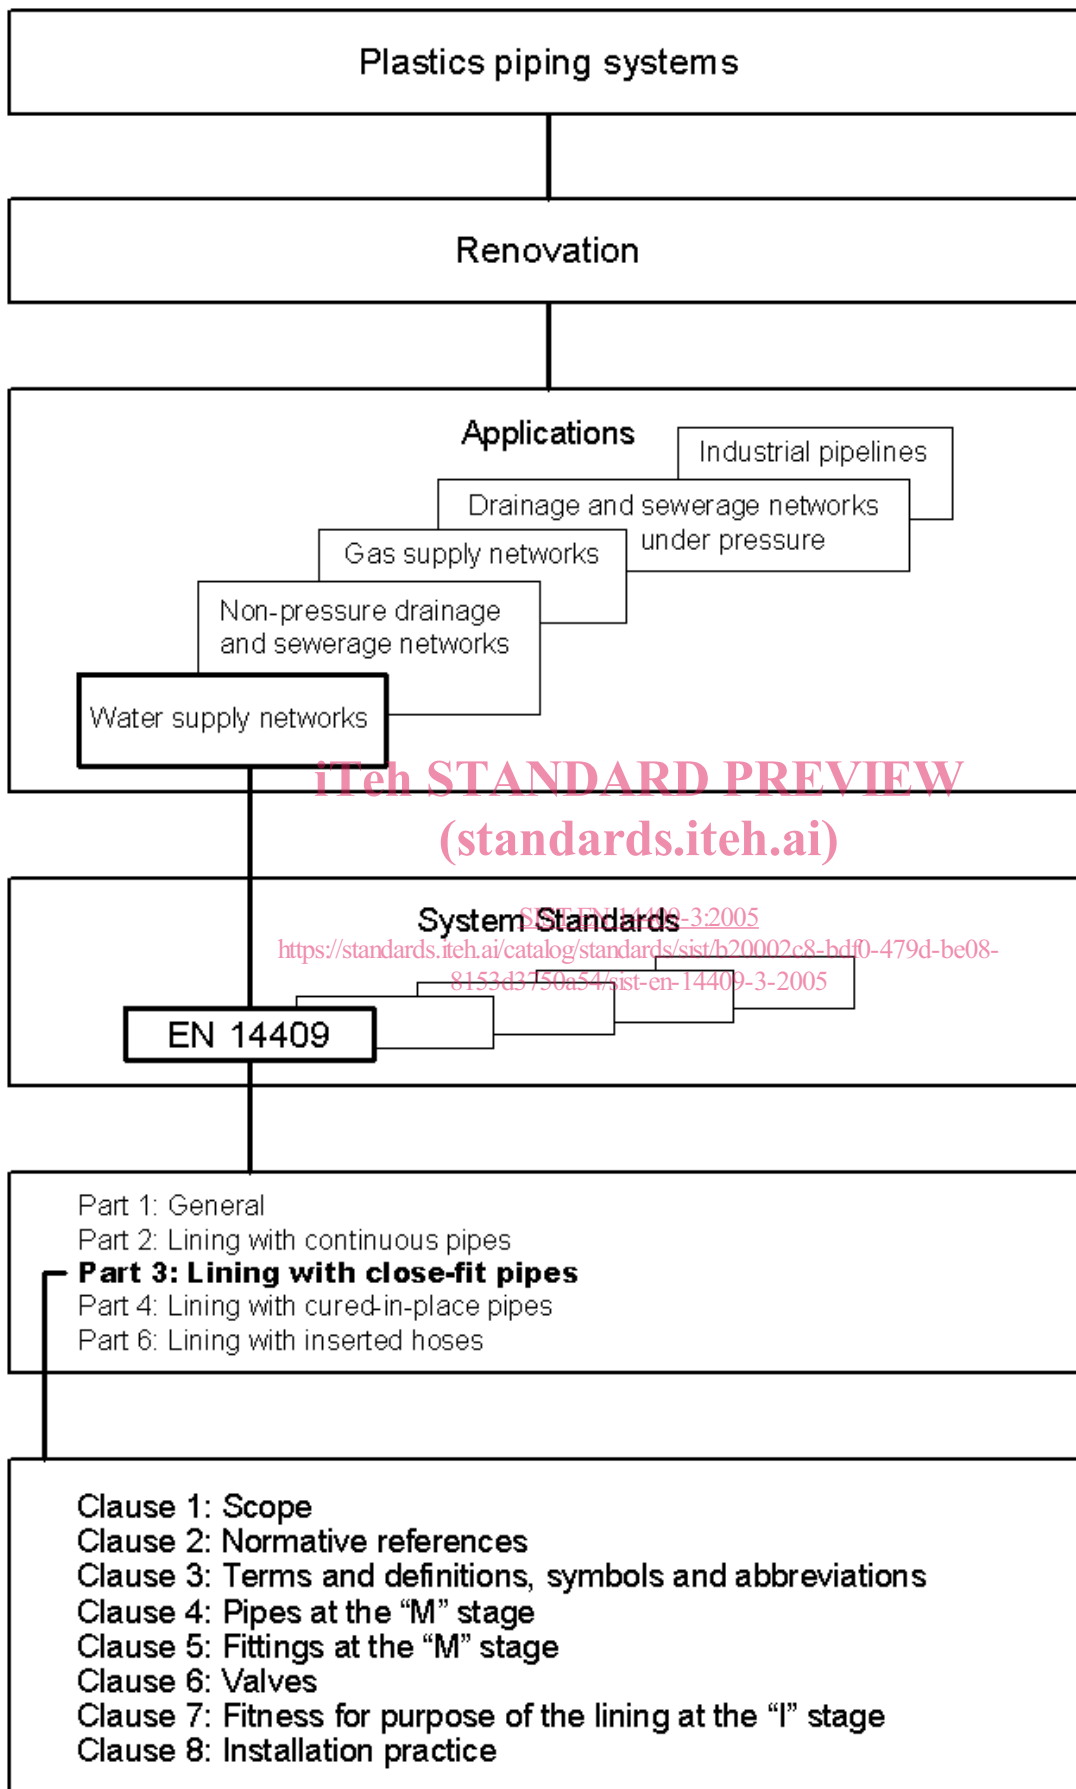 Plastics piping systems
Renovation
Applications
Industrial pipelines
Drainage and sewerage networks
under pressure
Gas supply networks
Non-pressure drainage
and sewerage networks
Water supply networks
iTeh STANDARD PREVIEW
(standards.iteh.ai)
System Standards
SIST EN 14409-3:2005
https://standards.iteh.ai/catalog/standards/sist/b20002c8-bdf0-479d-be08-
8153d3750a54/sist-en-14409-3-2005
EN 14409
Part 1: General
Part 2: Lining with continuous pipes
Part 3: Lining with close-fit pipes
Part 4: Lining with cured-in-place pipes
Part 6: Lining with inserted hoses
Clause 1: Scope
Clause 2: Normative references
Clause 3: Terms and definitions, symbols and abbreviations
Clause 4: Pipes at the “M” stage
Clause 5: Fittings at the “M” stage
Clause 6: Valves
Clause 7: Fitness for purpose of the lining at the “I” stage
Clause 8: Installation practice